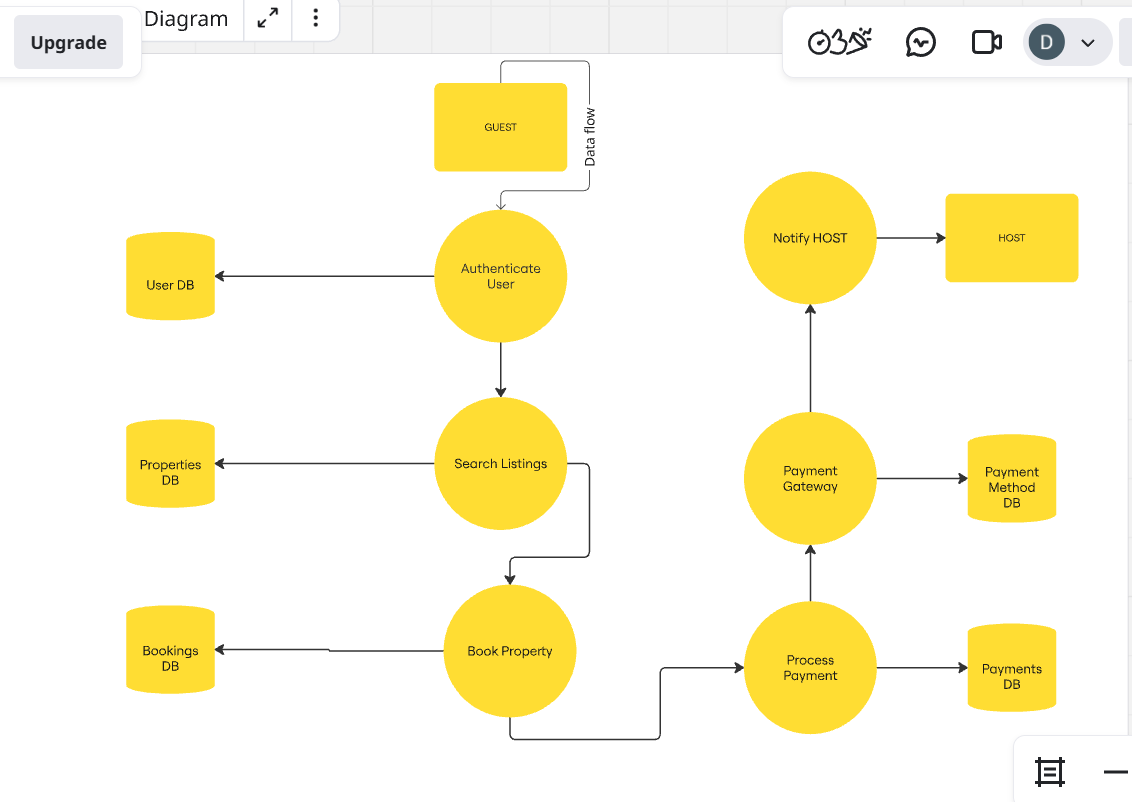 Upgrade
Diagram
D
GUEST
Data flow
Authenticate
User
User DB
Search Listings
Properties
DB
Book Property
Bookings
DB
Notify HOST
HOST
Payment
Gateway
Payment
Method
DB
Process
Payment
Payments
DB